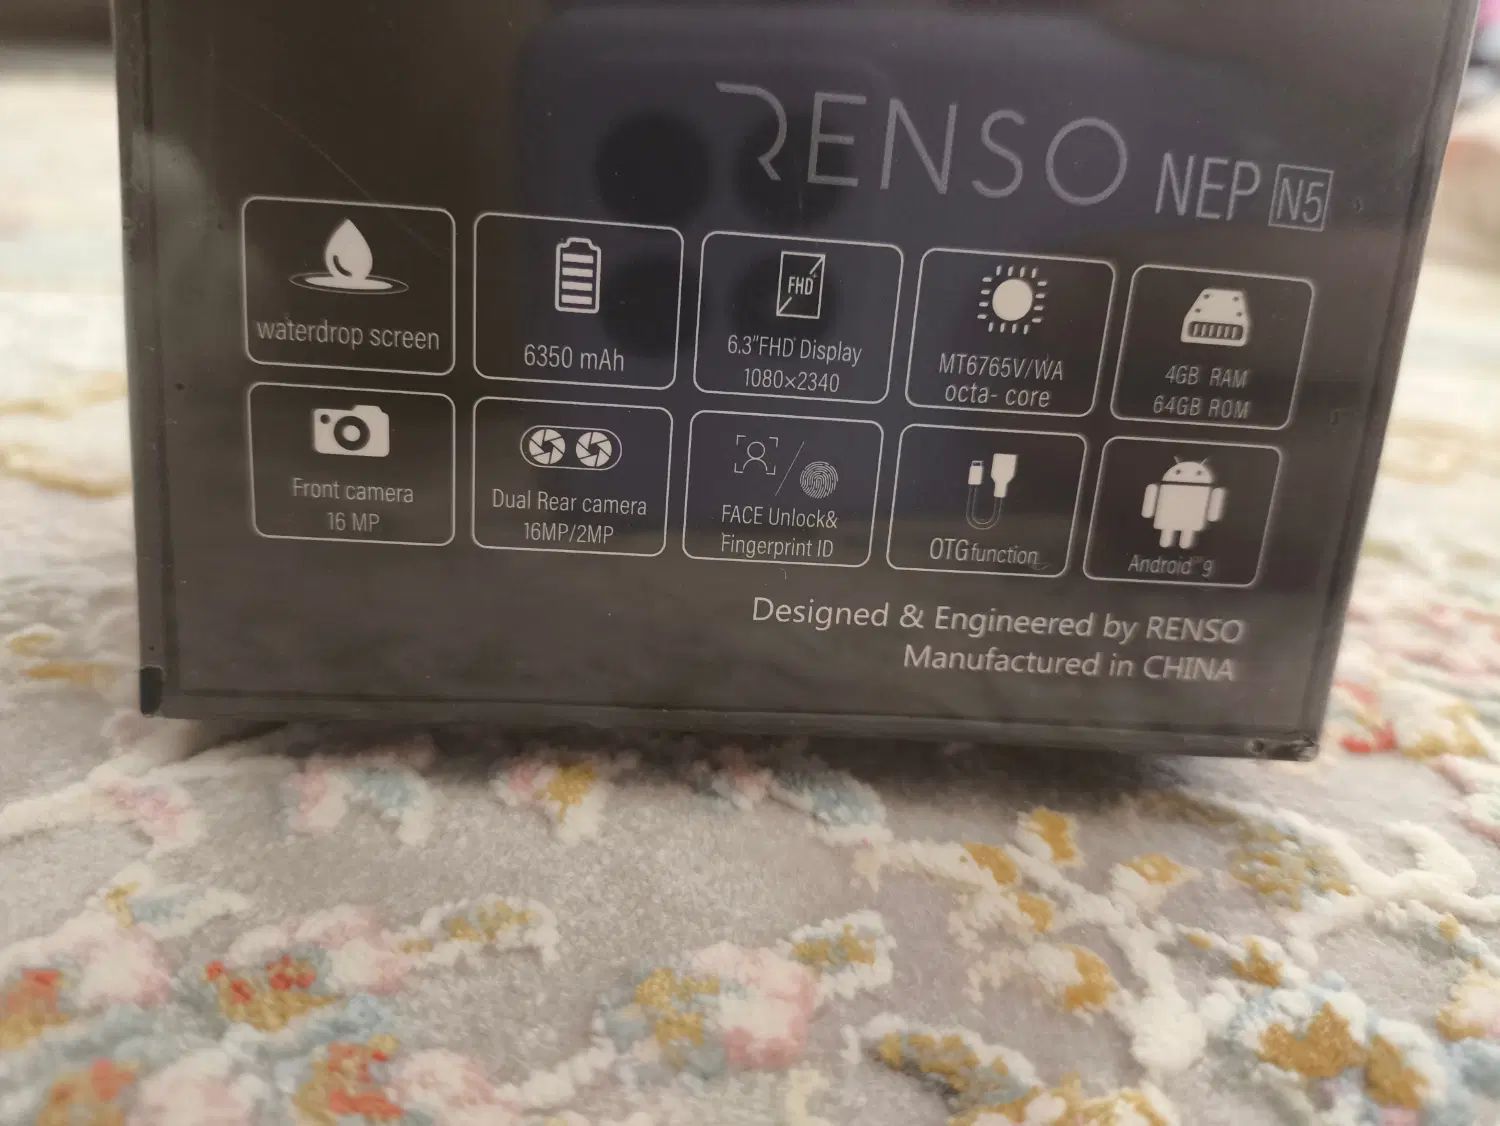 RENSO NEP N5
waterdrop screen
6350 mAh
FHD+
6.3"FHD+ Display
1080×2340
MT6765V/WA
octa- core
4GB RAM
64GB ROM
Front camera
16 MP
Dual Rear camera
16MP/2MP
FACE Unlock&
Fingerprint ID
OTG function
Android™ 9
Designed & Engineered by RENSO
Manufactured in CHINA